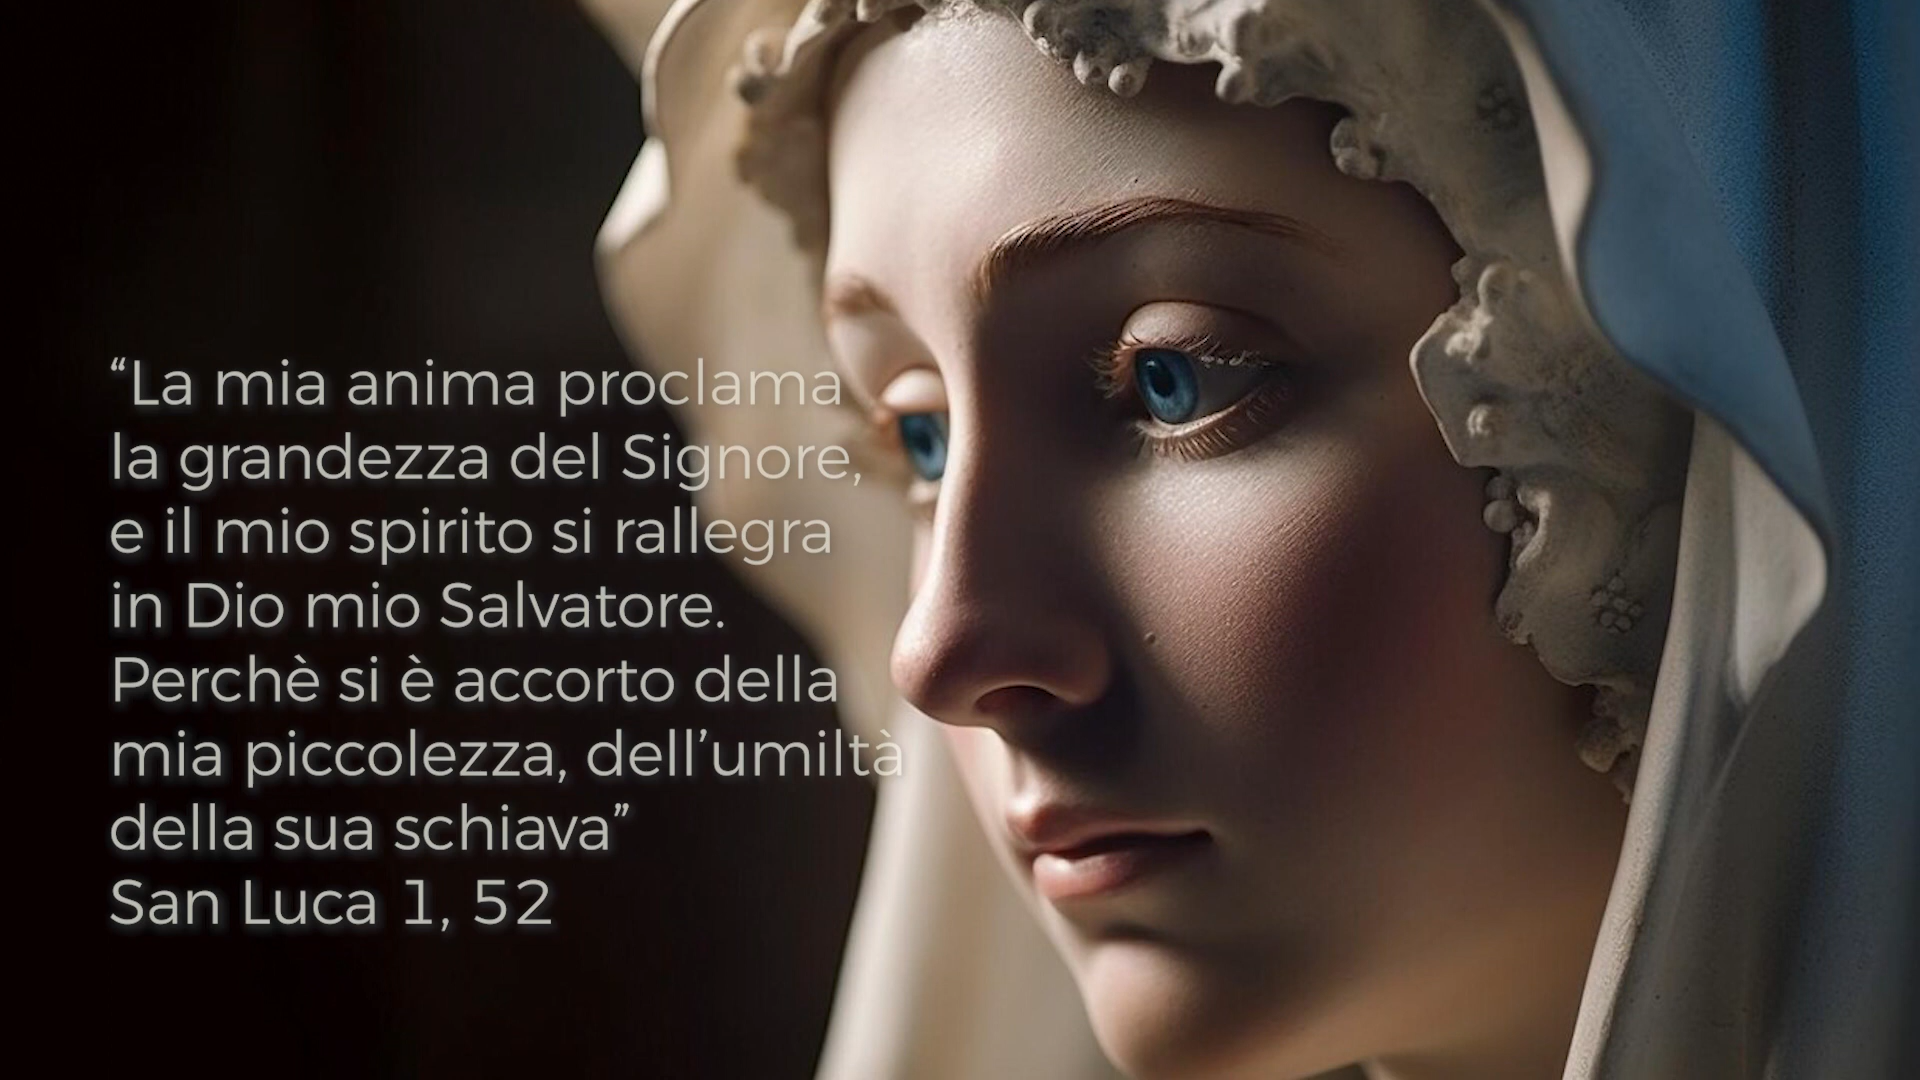 “La mia anima proclama
la grandezza del Signore,
e il mio spirito si rallegra
in Dio mio Salvatore.
Perchè si è accorto della
mia piccolezza, dell’umiltà
della sua schiava”
San Luca 1, 52